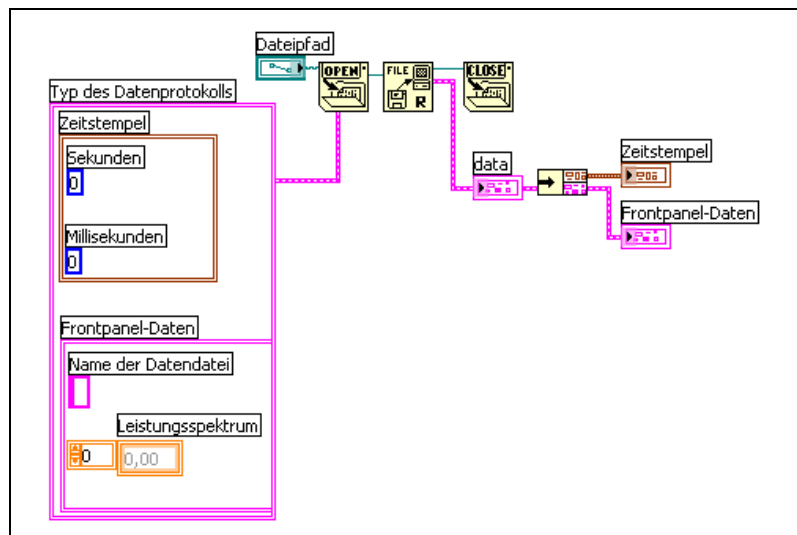 Dateipfad
OPEN
FILE
R
CLOSE
Typ des Datenprotokolls
Zeitstempel
Sekunden
0
Millisekunden
0
data
Zeitstempel
Frontpanel-Daten
Frontpanel-Daten
Name der Datendatei
Leistungsspektrum
0
0,00